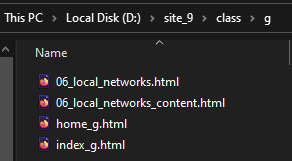 This PC > Local Disk (D:) > site_9 > class > g
Name
06_local_networks.html
06_local_networks_content.html
home_g.html
index_g.html